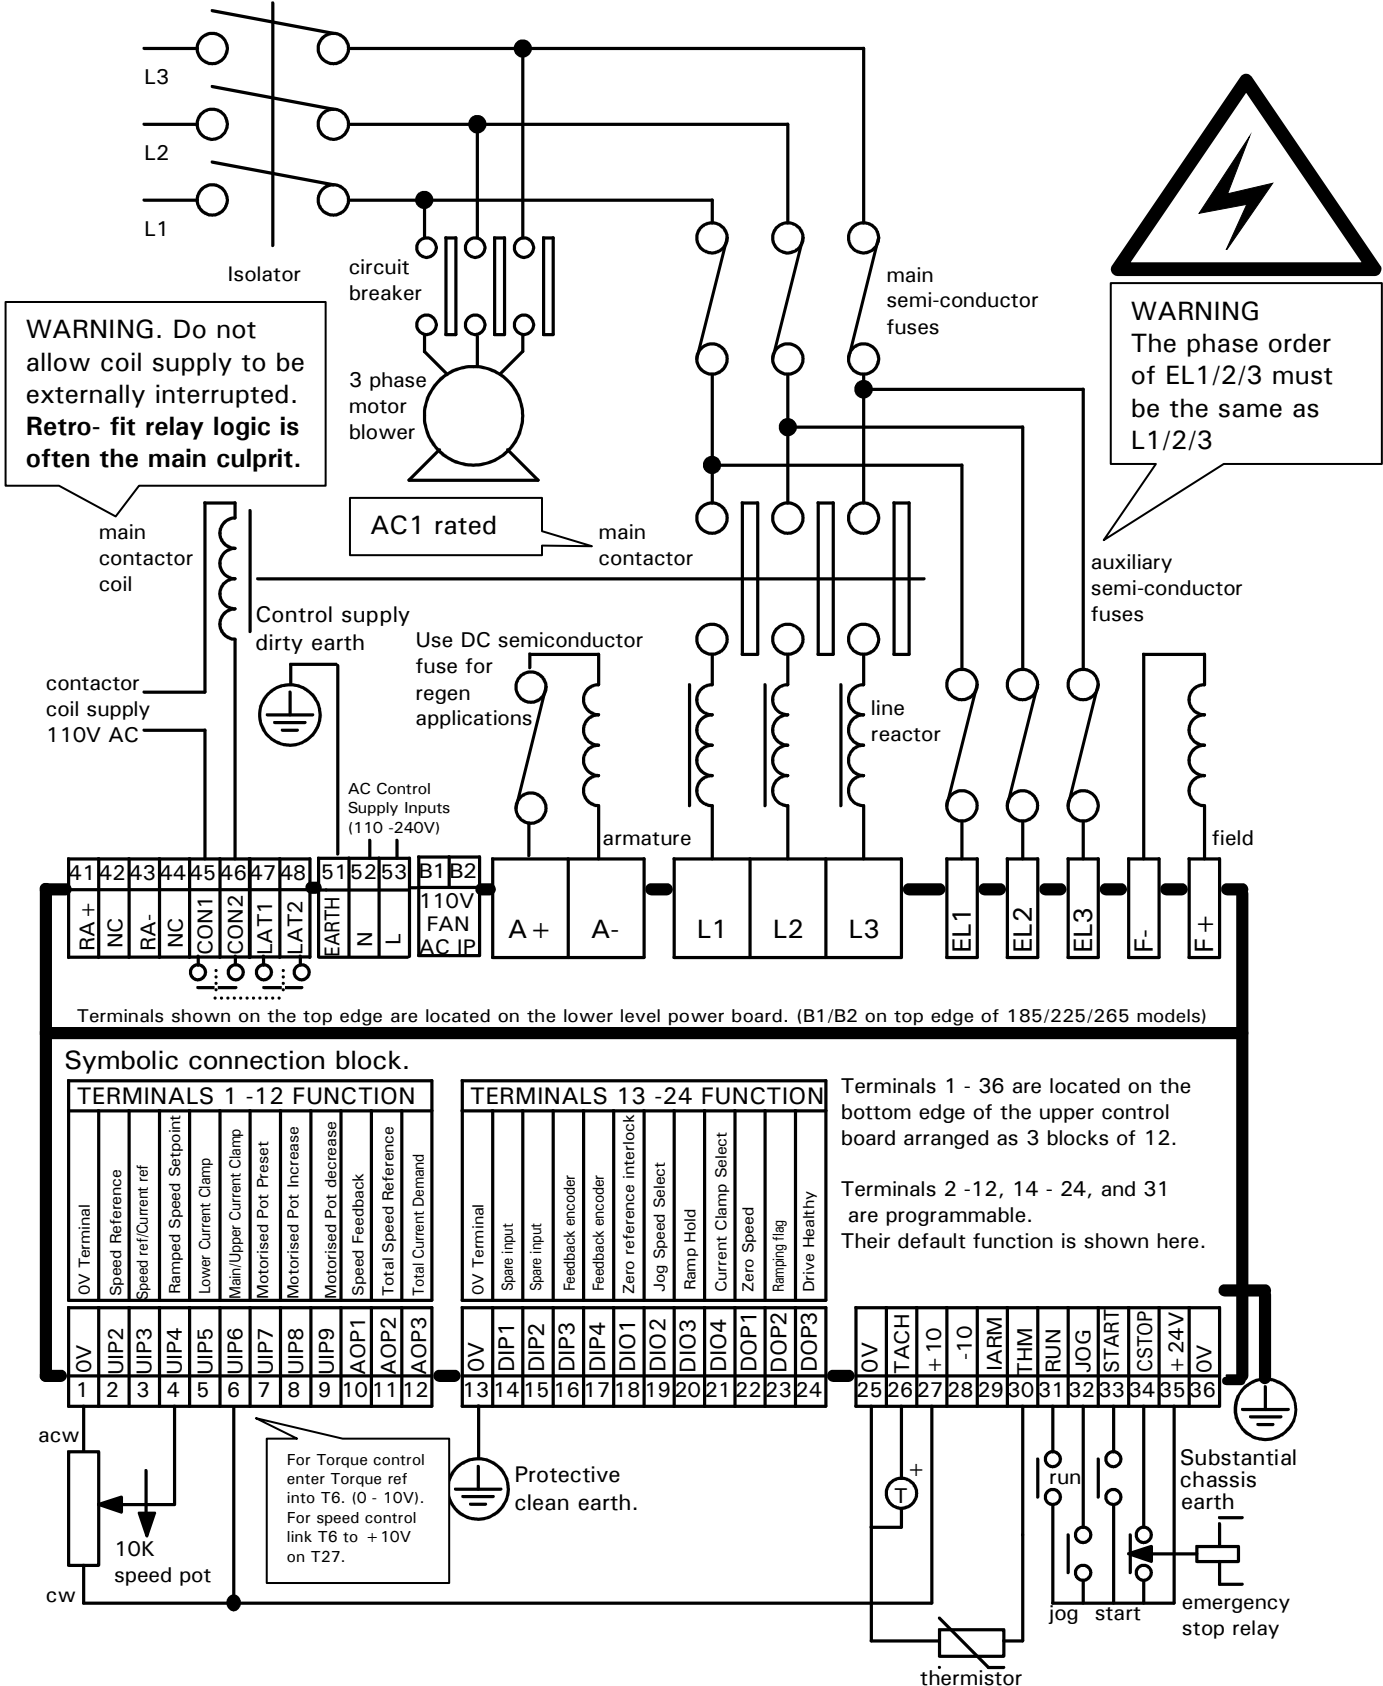 L3
L2
L1
Isolator
circuit
breaker
main
semi-conductor
fuses
WARNING
The phase order
of EL1/2/3 must
be the same as
L1/2/3
WARNING. Do not
allow coil supply to be
externally interrupted.
Retro- fit relay logic is
often the main culprit.
3 phase
motor
blower
AC1 rated
main
contactor
coil
main
contactor
auxiliary
semi-conductor
fuses
Control supply
dirty earth
Use DC semiconductor
fuse for
regen
applications
contactor
coil supply
110V AC
line
reactor
AC Control
Supply Inputs
(110 -240V)
armature
field
41 42 43 44 45 46 47 48
51 52 53
B1 B2
RA+
NC
RA-
NC
CON1
CON2
LAT1
LAT2
EARTH
N
L
110V
FAN
AC IP
A+
A-
L1
L2
L3
EL1
EL2
EL3
F-
F+
Terminals shown on the top edge are located on the lower level power board. (B1/B2 on top edge of 185/225/265 models)
Symbolic connection block.
TERMINALS 1 -12 FUNCTION
0V Terminal
Speed Reference
Speed ref/Current ref
Ramped Speed Setpoint
Lower Current Clamp
Main/Upper Current Clamp
Motorised Pot Preset
Motorised Pot Increase
Motorised Pot decrease
Speed Feedback
Total Speed Reference
Total Current Demand
TERMINALS 13 -24 FUNCTION
0V Terminal
Spare input
Spare input
Feedback encoder
Feedback encoder
Zero reference interlock
Jog Speed Select
Ramp Hold
Current Clamp Select
Zero Speed
Ramping flag
Drive Healthy
Terminals 1 - 36 are located on the
bottom edge of the upper control
board arranged as 3 blocks of 12.
Terminals 2 -12, 14 - 24, and 31
are programmable.
Their default function is shown here.
0V
UIP2
UIP3
UIP4
UIP5
UIP6
UIP7
UIP8
UIP9
AOP1
AOP2
AOP3
0V
DIP1
DIP2
DIP3
DIP4
DIO1
DIO2
DIO3
DIO4
DOP1
DOP2
DOP3
0V
TACH
+10
-10
IARM
THM
RUN
JOG
START
CSTOP
+24V
0V
1 2 3 4 5 6 7 8 9 10 11 12
13 14 15 16 17 18 19 20 21 22 23 24
25 26 27 28 29 30 31 32 33 34 35 36
acw
10K
speed pot
cw
For Torque control
enter Torque ref
into T6. (0 - 10V).
For speed control
link T6 to +10V
on T27.
Protective
clean earth.
+
T
run
Substantial
chassis
earth
jog
start
emergency
stop relay
thermistor